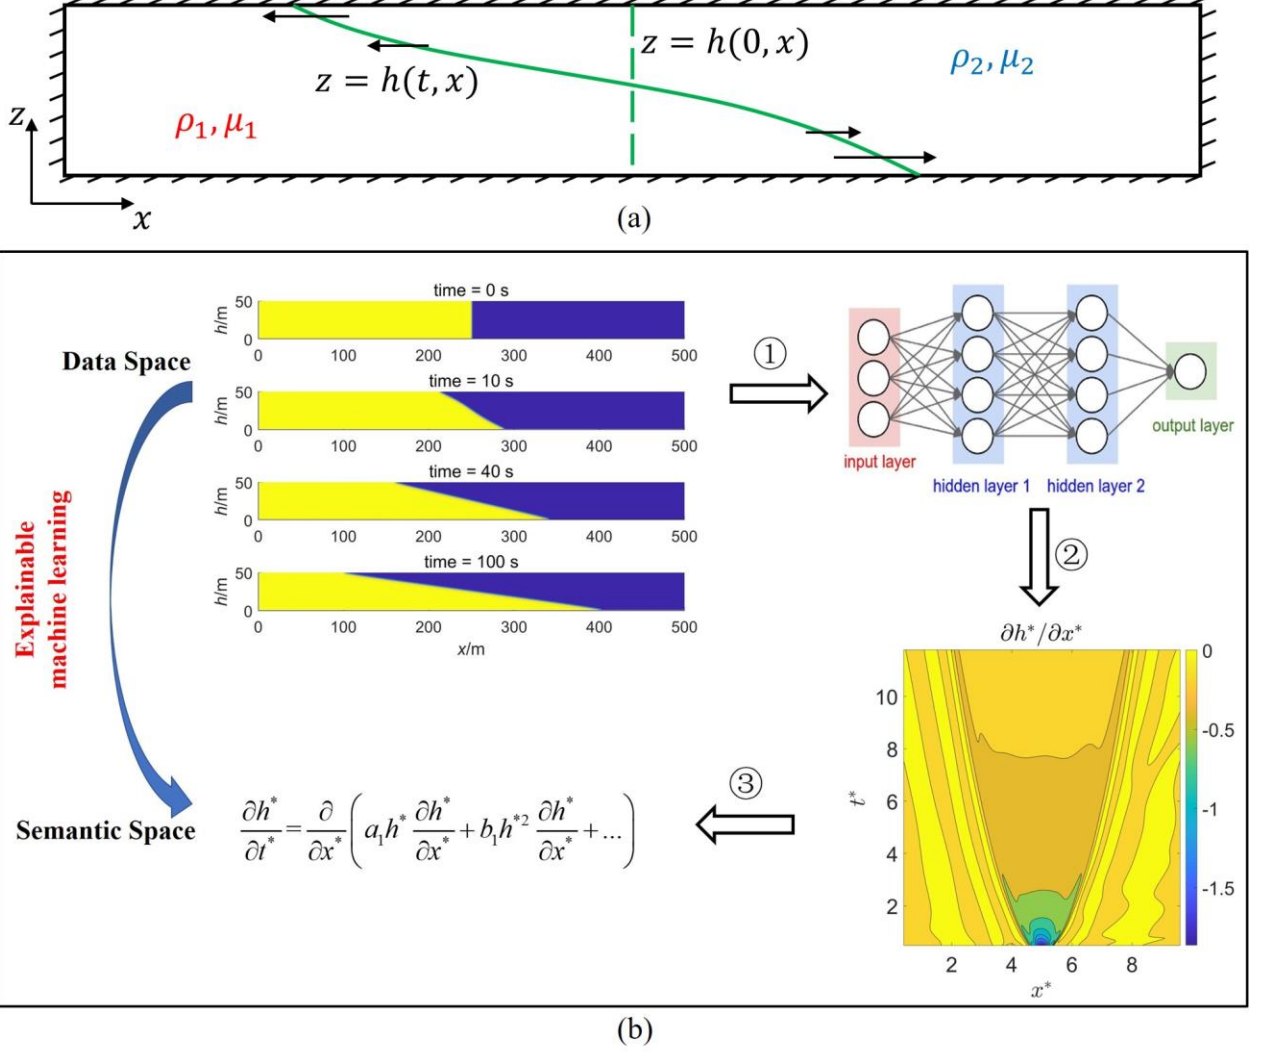 z = h(0, x)
ρ₂, μ₂
z = h(t, x)
ρ₁, μ₁
z
x
(a)
Data Space
Explainable
machine learning
Semantic Space
time = 0 s
h/m
50
0
0 100 200 300 400 500
time = 10 s
h/m
50
0
0 100 200 300 400 500
time = 40 s
h/m
50
0
0 100 200 300 400 500
time = 100 s
h/m
50
0
0 100 200 300 400 500
x/m
①
input layer
hidden layer 1
hidden layer 2
output layer
②
∂h*/∂x*
10
8
6
4
2
t*
2 4 6 8
x*
0
-0.5
-1
-1.5
③
∂h*/∂t* = ∂/∂x* (a₁h* ∂h*/∂x* + b₁h*² ∂h*/∂x* + ...)
(b)